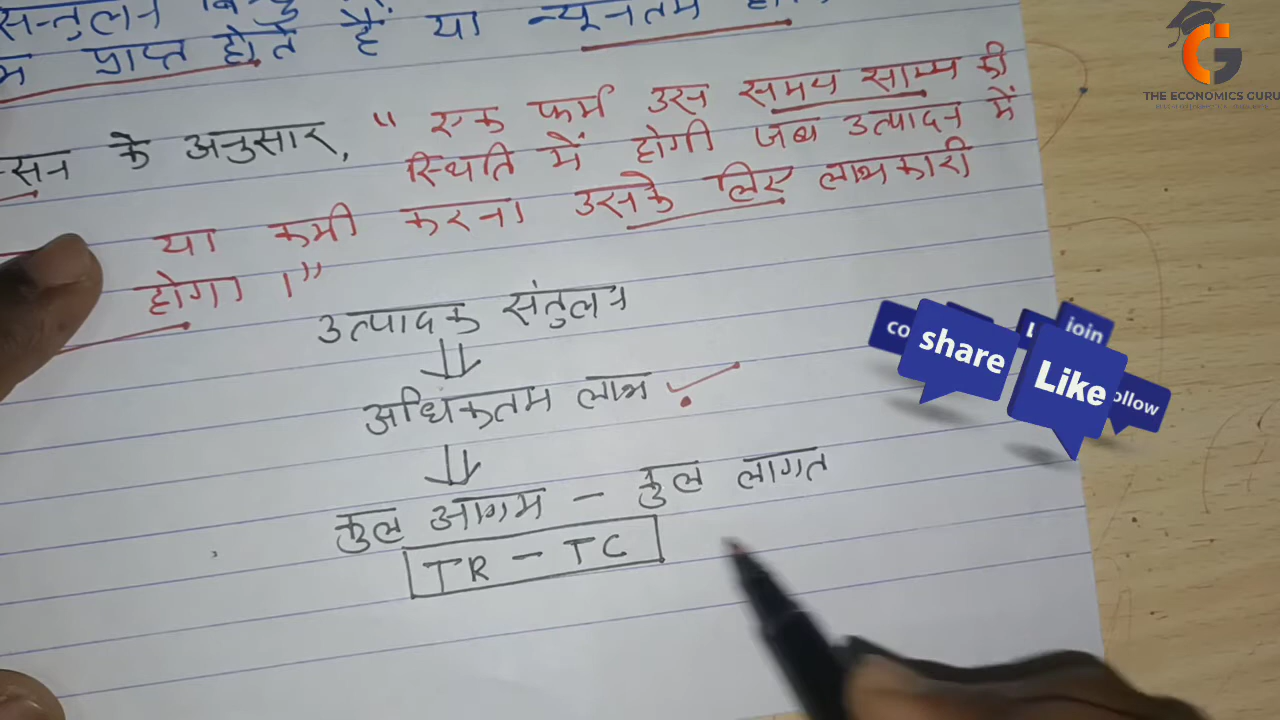 सन्तुलन
प्राप्त होते हैं या न्यूनतम
सन के अनुसार, " एक फर्म उस समय साम्य की
स्थिति में होगी जब उत्पादन में
या कमी करना उसके लिए लाभकारी
होगा ।"
उत्पादक संतुलन
अधिकतम लाभ
कुल आगम - कुल लागत
TR - TC
THE ECONOMICS GURU
share
join
Like
ollow
co